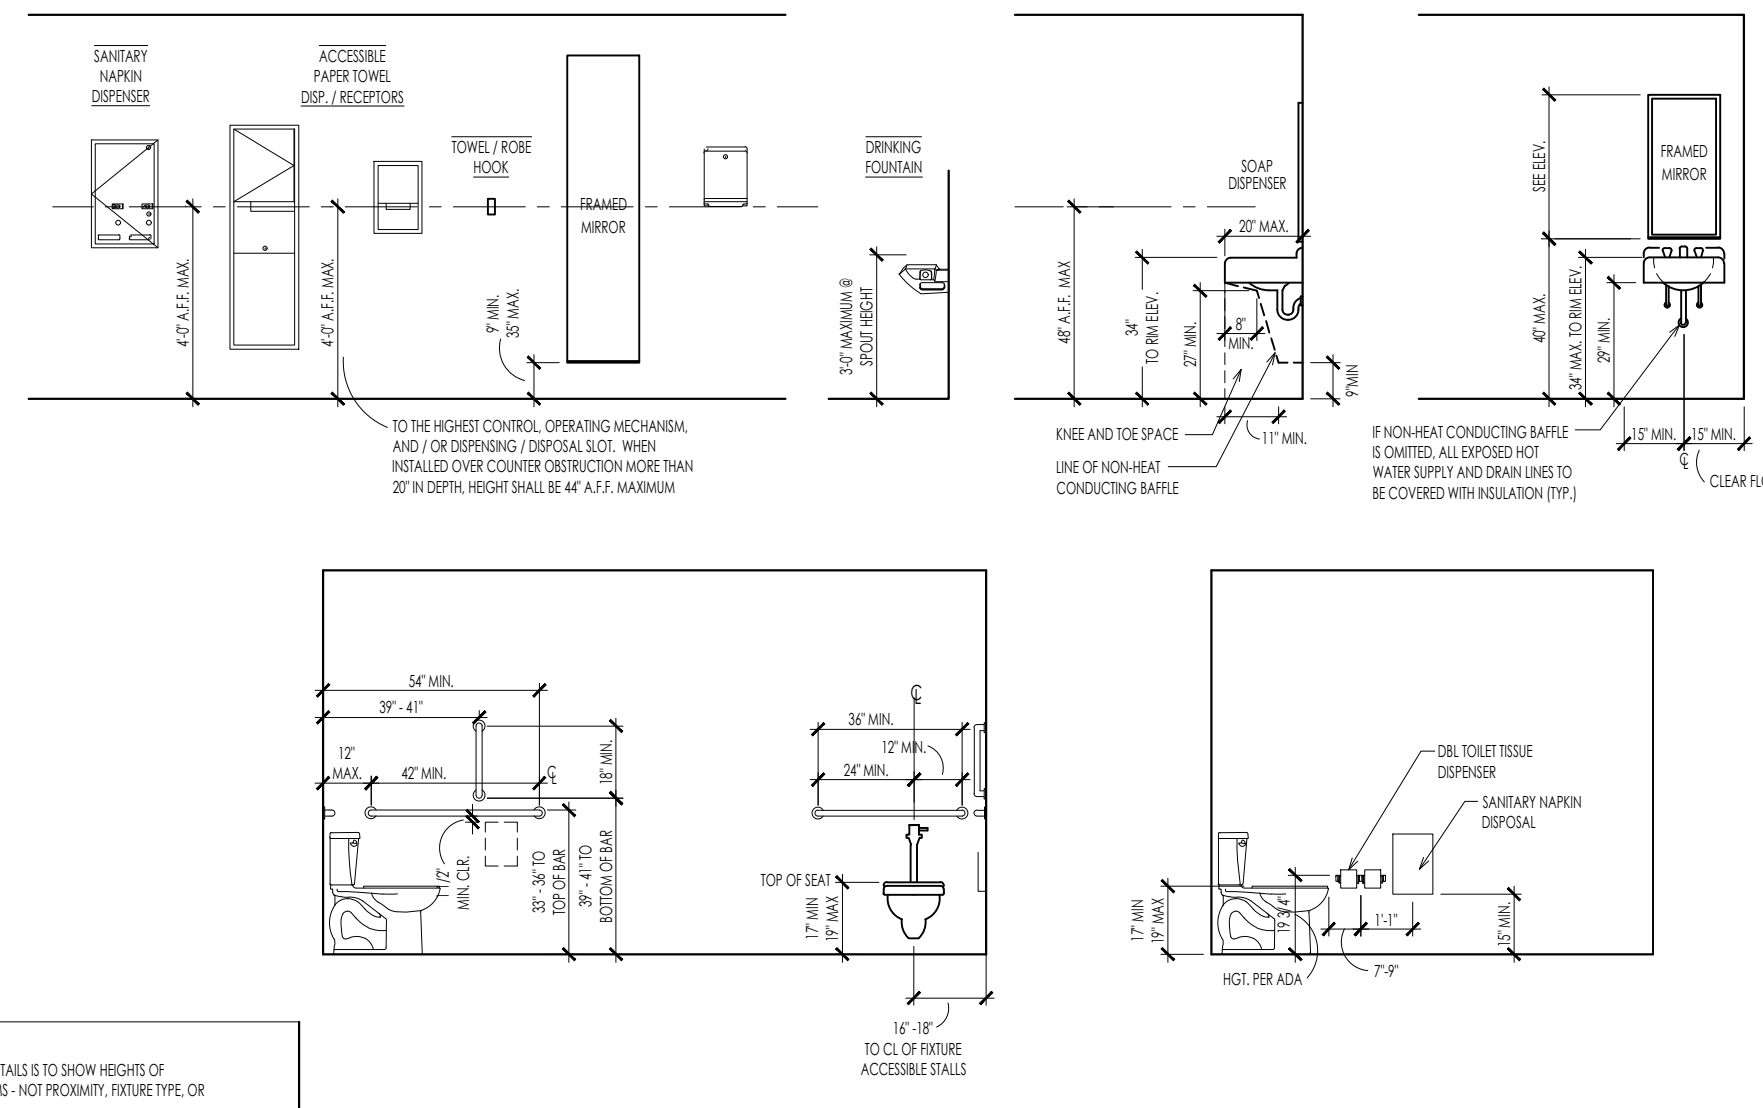 SANITARY
NAPKIN
DISPENSER
ACCESSIBLE
PAPER TOWEL
DISP. / RECEPTORS
TOWEL / ROBE
HOOK
FRAMED
MIRROR
4'-0" A.F.F. MAX.
4'-0" A.F.F. MAX.
9" MIN.
35" MAX.
TO THE HIGHEST CONTROL, OPERATING MECHANISM,
AND / OR DISPENSING / DISPOSAL SLOT. WHEN
INSTALLED OVER COUNTER OBSTRUCTION MORE THAN
20" IN DEPTH, HEIGHT SHALL BE 44" A.F.F. MAXIMUM
DRINKING
FOUNTAIN
3'-0" MAXIMUM @
SPOUT HEIGHT
SOAP
DISPENSER
20" MAX.
48" A.F.F. MAX
34"
TO RIM ELEV.
27" MIN.
8"
MIN.
9"MIN
11" MIN.
KNEE AND TOE SPACE
LINE OF NON-HEAT
CONDUCTING BAFFLE
SEE ELEV.
FRAMED
MIRROR
40" MAX.
34" MAX. TO RIM ELEV.
29" MIN.
IF NON-HEAT CONDUCTING BAFFLE
IS OMITTED, ALL EXPOSED HOT
WATER SUPPLY AND DRAIN LINES TO
BE COVERED WITH INSULATION (TYP.)
15" MIN.
15" MIN.
CL
CLEAR FLO
54" MIN.
39" - 41"
12"
MAX.
42" MIN.
CL
18" MIN.
1/2"
MIN. CLR.
33" - 36" TO
TOP OF BAR
39" - 41" TO
BOTTOM OF BAR
CL
36" MIN.
12" MIN.
24" MIN.
TOP OF SEAT
17" MIN
19" MAX
16" -18"
TO CL OF FIXTURE
ACCESSIBLE STALLS
DBL TOILET TISSUE
DISPENSER
SANITARY NAPKIN
DISPOSAL
17" MIN
19" MAX
19 3/4"
1'-1"
15" MIN.
7"-9"
HGT. PER ADA
TAILS IS TO SHOW HEIGHTS OF
MS - NOT PROXIMITY, FIXTURE TYPE, OR